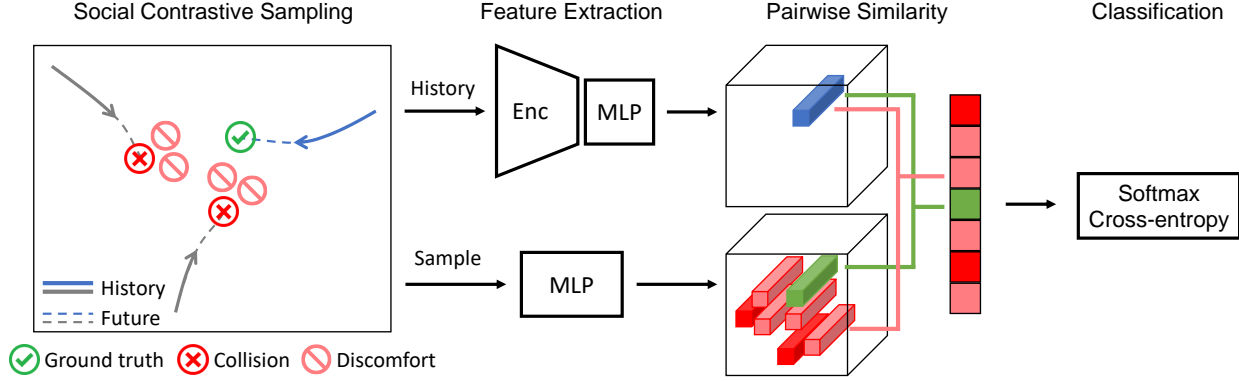 Social Contrastive Sampling
Feature Extraction
Pairwise Similarity
Classification
History
Enc
MLP
Softmax
Cross-entropy
Sample
MLP
History
Future
Ground truth
Collision
Discomfort